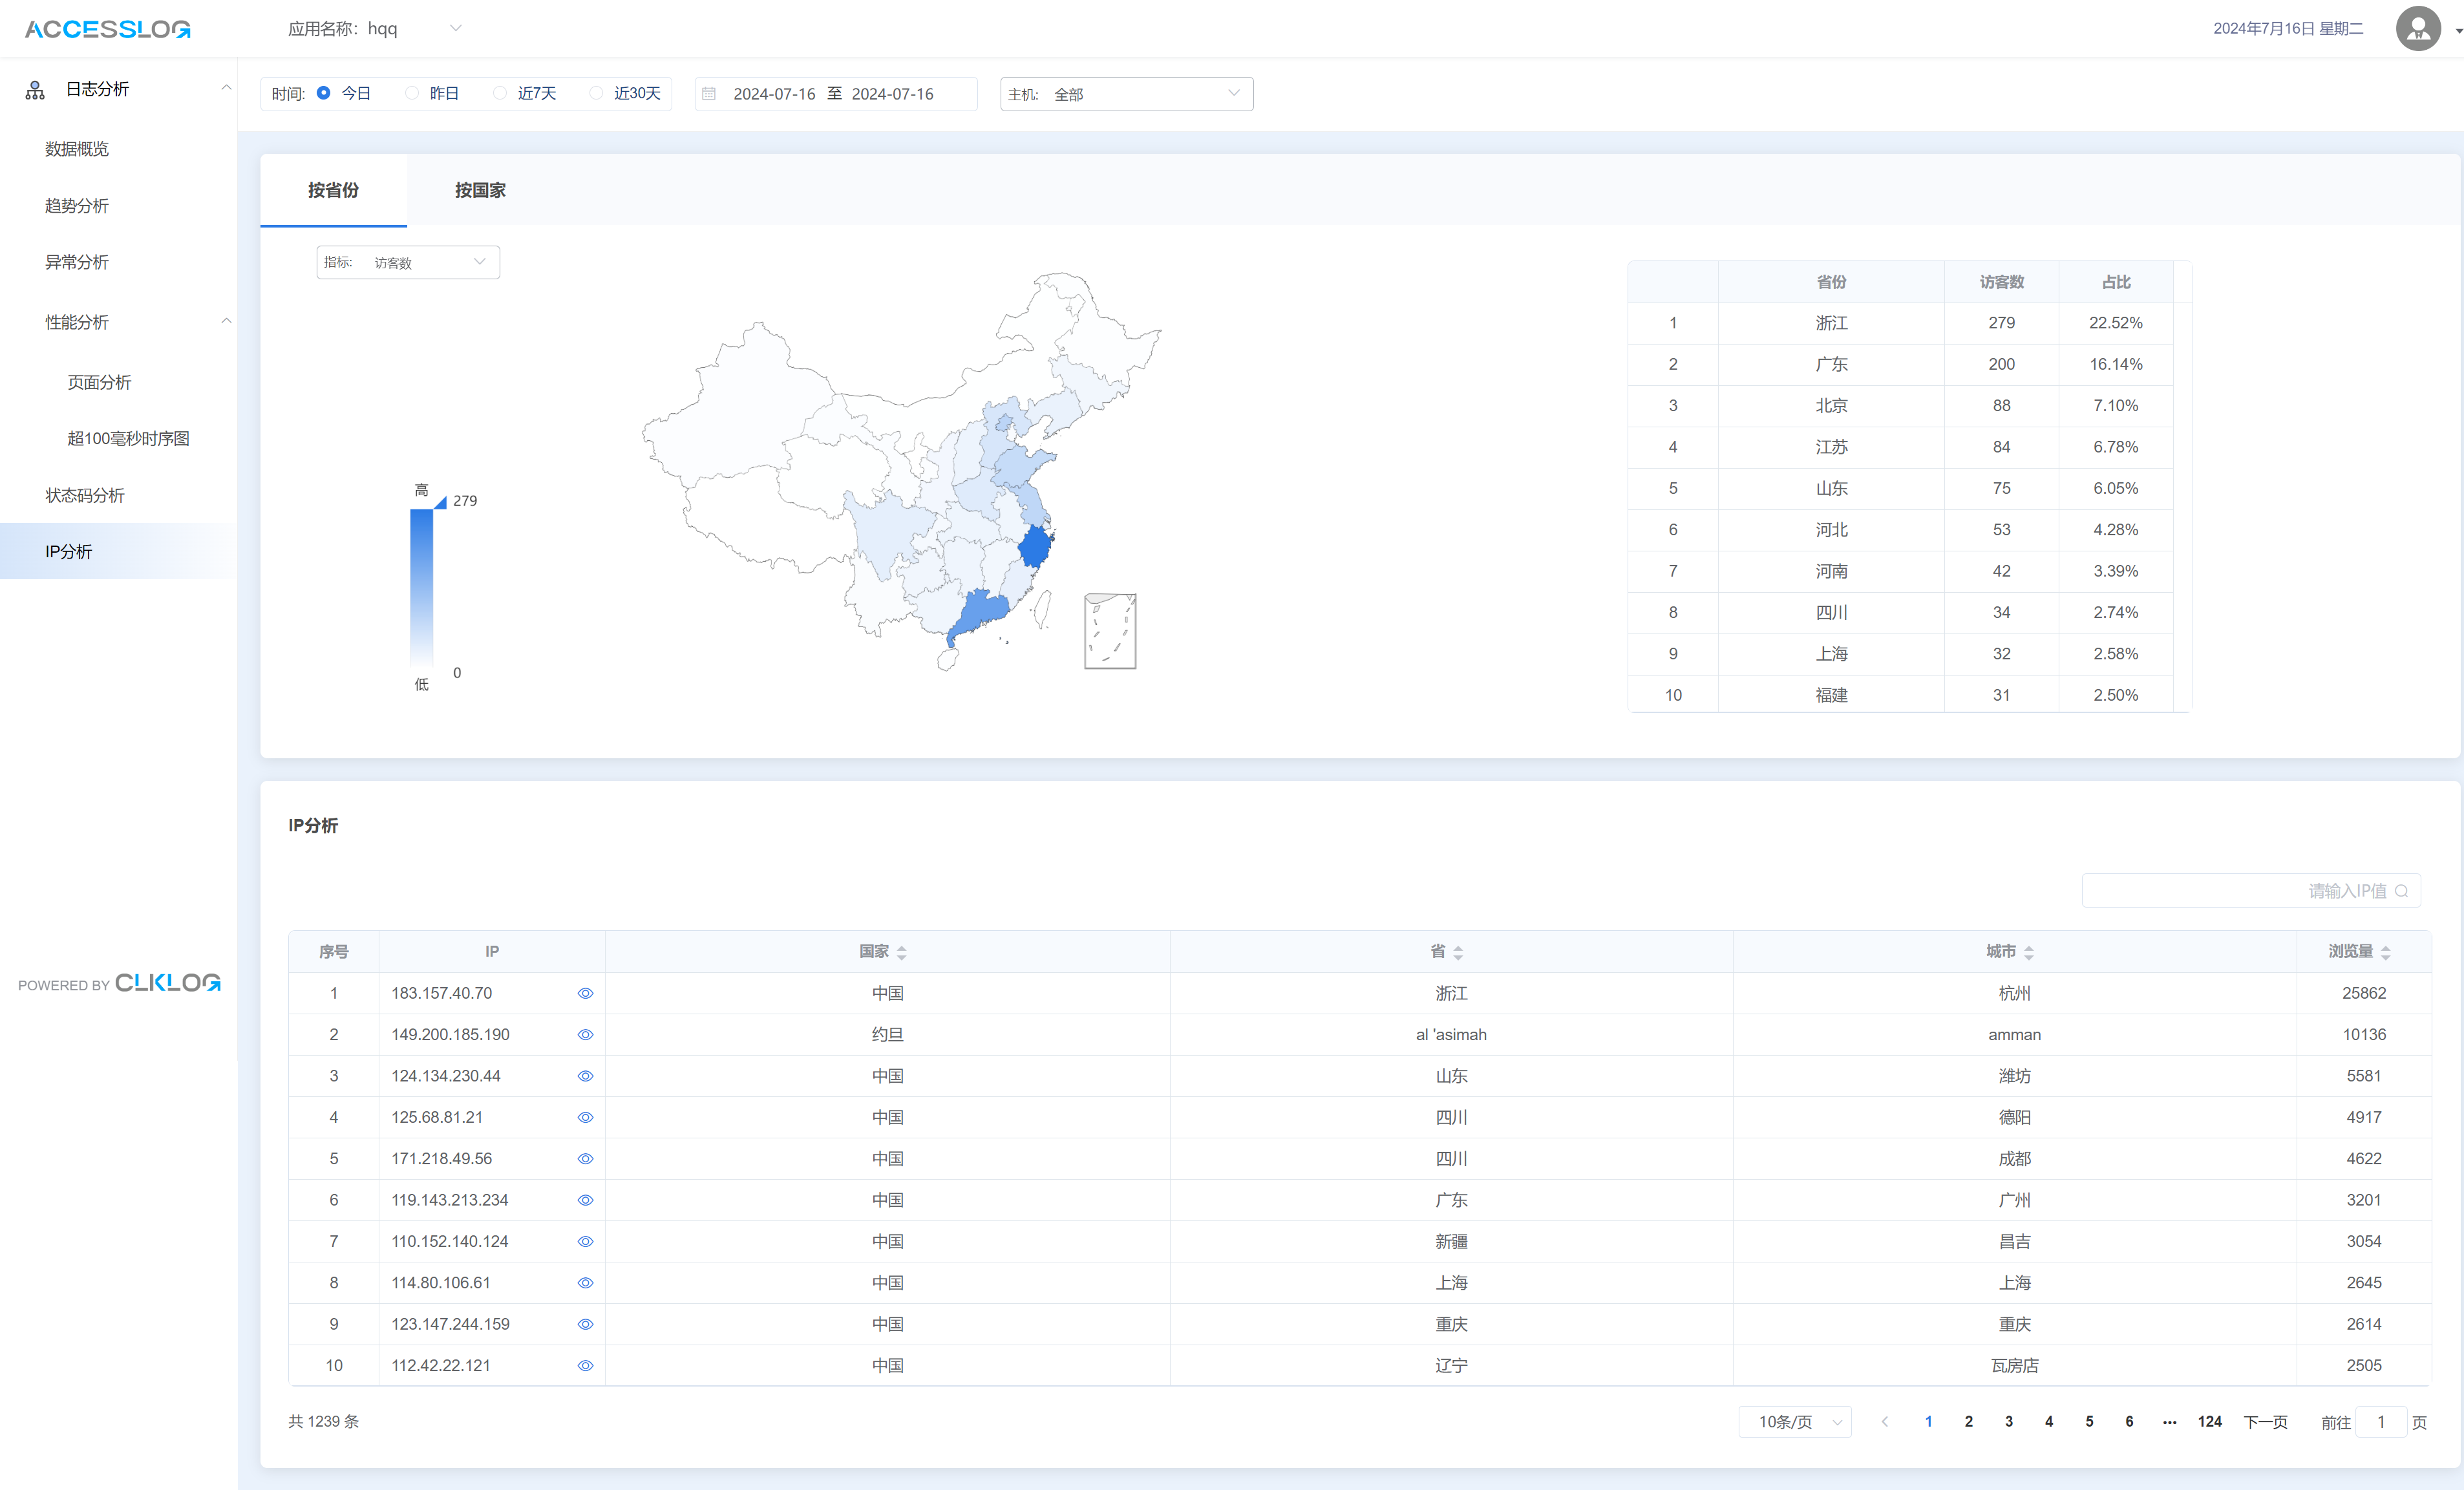 ACCESSLOG
应用名称: hqq
2024年7月16日 星期二
日志分析
数据概览
趋势分析
异常分析
性能分析
页面分析
超100毫秒时序图
状态码分析
IP分析
POWERED BY CLKLOG
时间: 今日 昨日 近7天 近30天
2024-07-16 至 2024-07-16
主机: 全部
按省份 按国家
指标: 访客数
高
279
0
低
省份 访客数 占比
1 浙江 279 22.52%
2 广东 200 16.14%
3 北京 88 7.10%
4 江苏 84 6.78%
5 山东 75 6.05%
6 河北 53 4.28%
7 河南 42 3.39%
8 四川 34 2.74%
9 上海 32 2.58%
10 福建 31 2.50%
IP分析
请输入IP值
序号 IP 国家 省 城市 浏览量
1 183.157.40.70 中国 浙江 杭州 25862
2 149.200.185.190 约旦 al 'asimah amman 10136
3 124.134.230.44 中国 山东 潍坊 5581
4 125.68.81.21 中国 四川 德阳 4917
5 171.218.49.56 中国 四川 成都 4622
6 119.143.213.234 中国 广东 广州 3201
7 110.152.140.124 中国 新疆 昌吉 3054
8 114.80.106.61 中国 上海 上海 2645
9 123.147.244.159 中国 重庆 重庆 2614
10 112.42.22.121 中国 辽宁 瓦房店 2505
共 1239 条
10条/页 1 2 3 4 5 6 ••• 124 下一页 前往 1 页